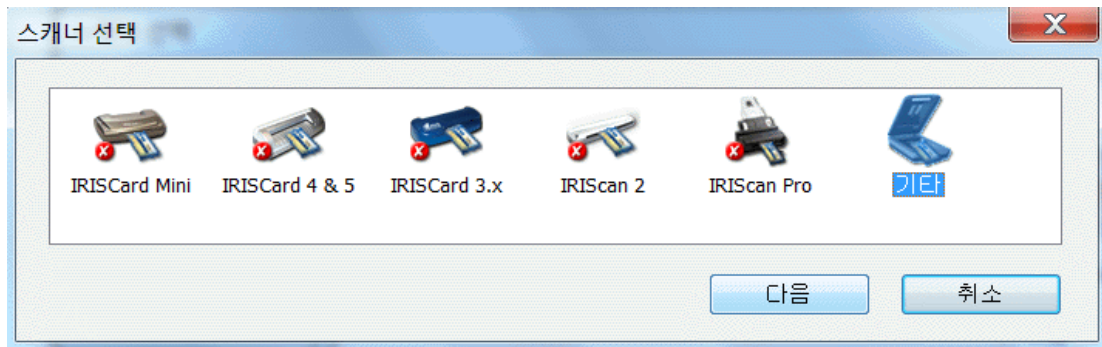 스캐너 선택
IRISCard Mini IRISCard 4 & 5 IRISCard 3.x IRIScan 2 IRIScan Pro 기타
다음 취소